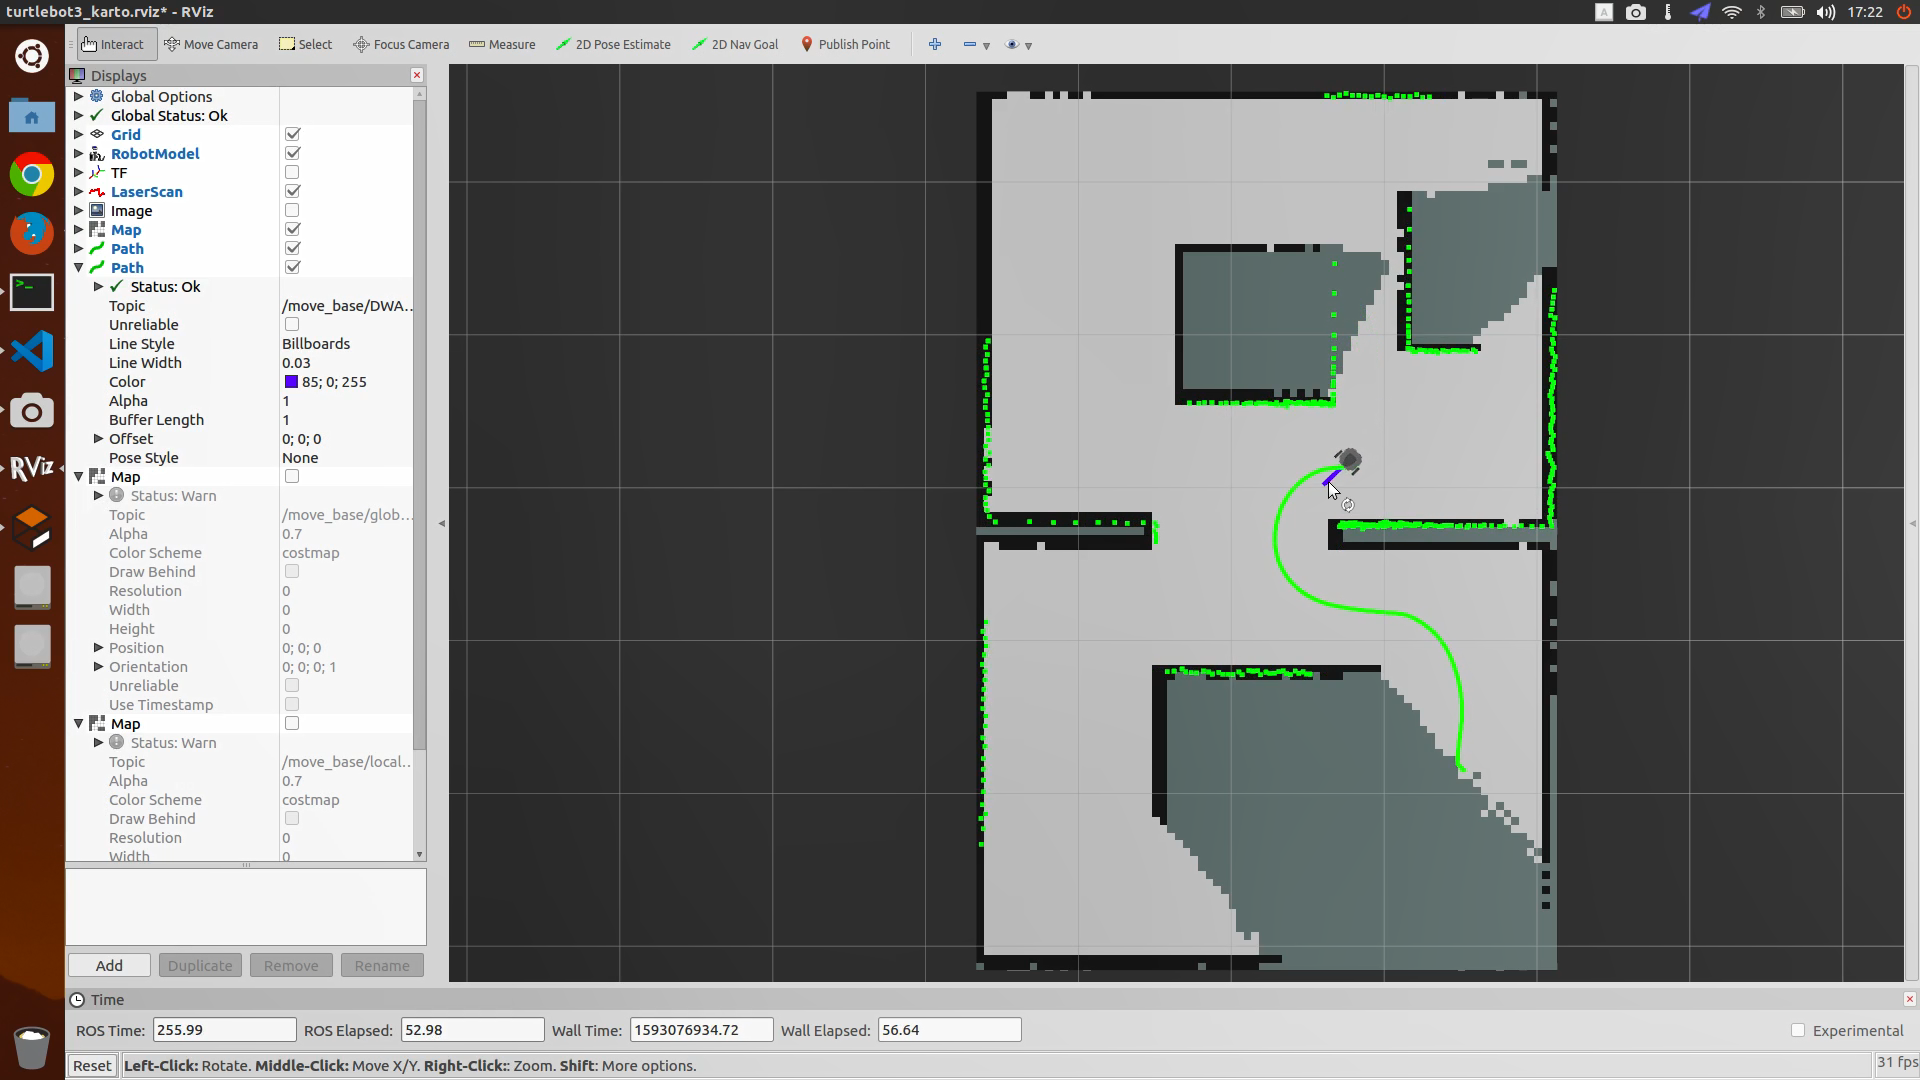 turtlebot3_karto.rviz* - RViz
A 17:22
Interact Move Camera Select Focus Camera Measure 2D Pose Estimate 2D Nav Goal Publish Point
Displays
Global Options
Global Status: Ok
Grid
RobotModel
TF
LaserScan
Image
Map
Path
Path
Status: Ok
Topic /move_base/DWA...
Unreliable
Line Style Billboards
Line Width 0.03
Color 85; 0; 255
Alpha 1
Buffer Length 1
Offset 0; 0; 0
Pose Style None
Map
Status: Warn
Topic /move_base/glob...
Alpha 0.7
Color Scheme costmap
Draw Behind
Resolution 0
Width 0
Height 0
Position 0; 0; 0
Orientation 0; 0; 0; 1
Unreliable
Use Timestamp
Map
Status: Warn
Topic /move_base/local...
Alpha 0.7
Color Scheme costmap
Draw Behind
Resolution 0
Width 0
RViz
Add Duplicate Remove Rename
Time
ROS Time: 255.99 ROS Elapsed: 52.98 Wall Time: 1593076934.72 Wall Elapsed: 56.64 Experimental
Reset Left-Click: Rotate. Middle-Click: Move X/Y. Right-Click:: Zoom. Shift: More options. 31 fps